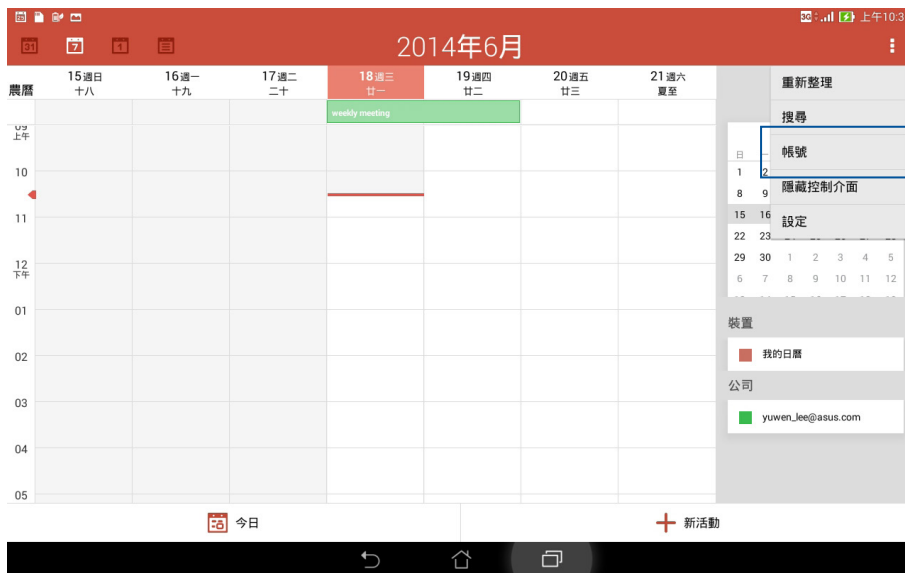 3G 上午10:3
31 7 1 2014年6月
農曆 15週日 16週一 17週二 18週三 19週四 20週五 21週六
十八 十九 二十 廿一 廿二 廿三 夏至
重新整理
搜尋
帳號
隱藏控制介面
設定
weekly meeting
09
上午
10
11
12
下午
01
02
03
04
05
日 一
1 2
8 9
15 16
22 23
29 30 1 2 3 4 5
6 7 8 9 10 11 12
裝置
我的日曆
公司
yuwen_lee@asus.com
今日
新活動